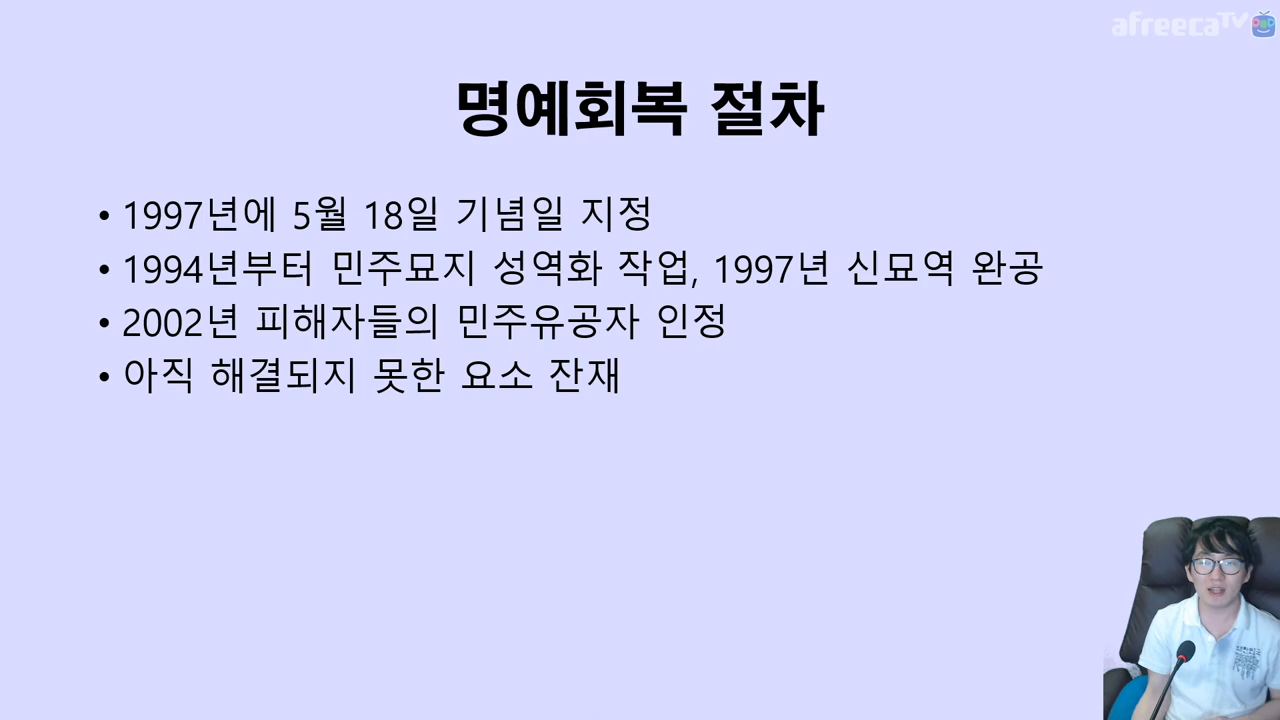 afreecaTV
명예회복 절차
• 1997년에 5월 18일 기념일 지정
• 1994년부터 민주묘지 성역화 작업, 1997년 신묘역 완공
• 2002년 피해자들의 민주유공자 인정
• 아직 해결되지 못한 요소 잔재
대한민국